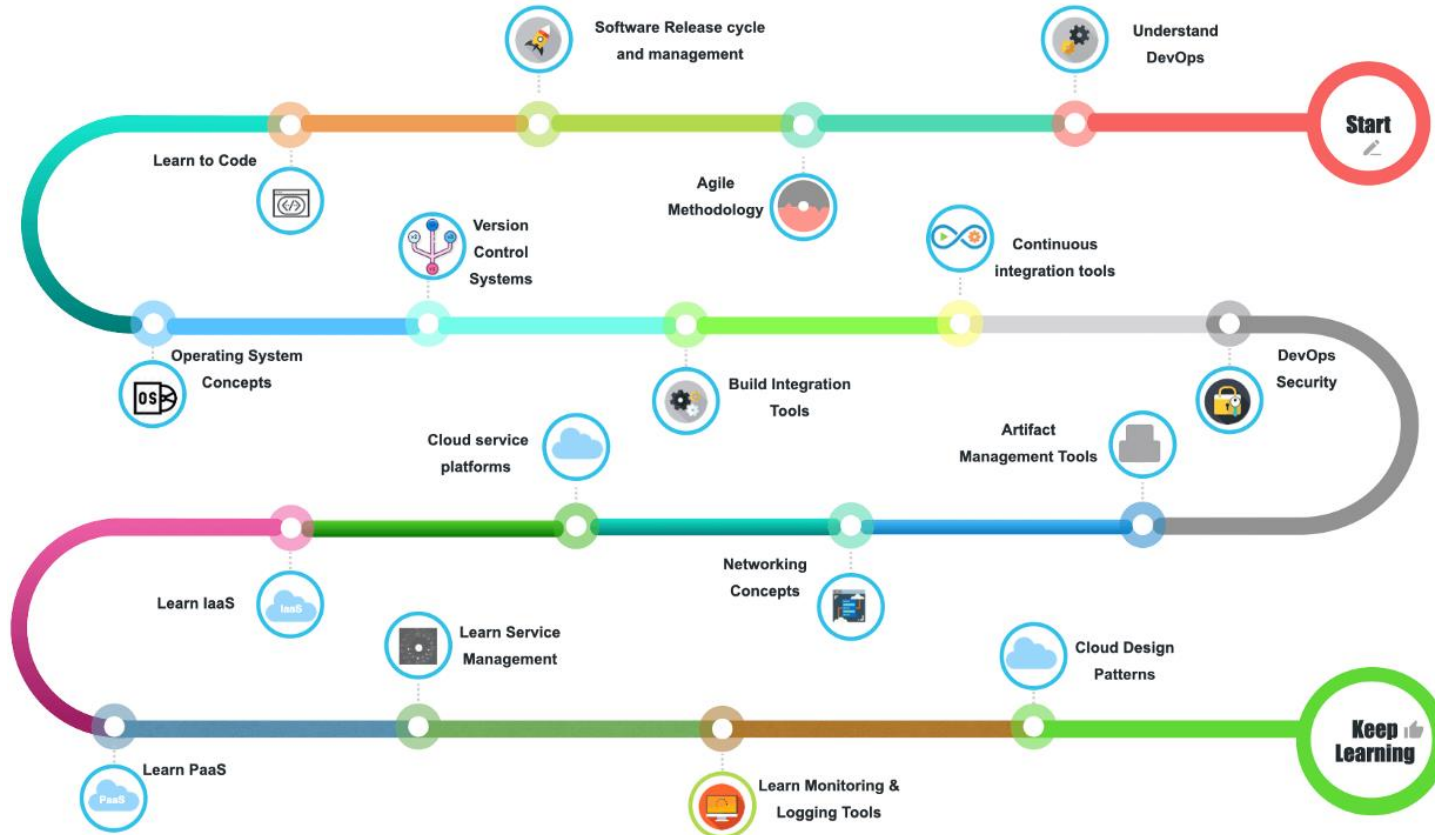 Start
Understand
DevOps
Agile
Methodology
Software Release cycle
and management
Learn to Code
</>
Operating System
Concepts
OS
Version
Control
Systems
Build Integration
Tools
Continuous
integration tools
DevOps
Security
Artifact
Management Tools
Networking
Concepts
Cloud service
platforms
Learn IaaS
IaaS
Learn PaaS
PaaS
Learn Service
Management
Learn Monitoring &
Logging Tools
Cloud Design
Patterns
Keep
Learning